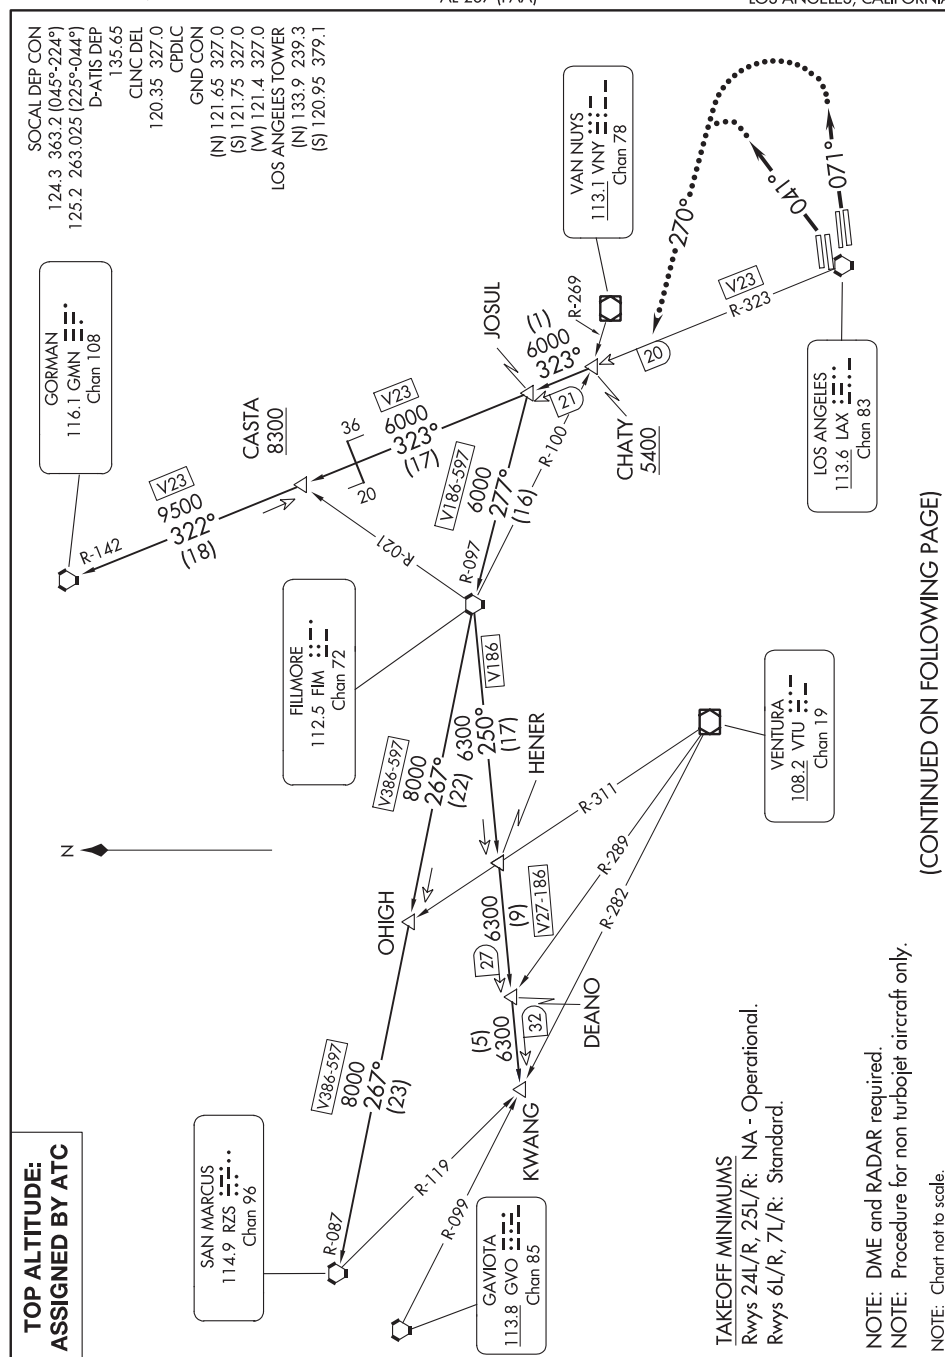 AL-237 (FAA)
LOS ANGELES, CALIFORNIA
TOP ALTITUDE:
ASSIGNED BY ATC
SOCAL DEP CON
124.3 363.2 (045°-224°)
125.2 263.025 (225°-044°)
D-ATIS DEP
135.65
CLNC DEL
120.35 327.0
CPDLC
GND CON
(N) 121.65 327.0
(S) 121.75 327.0
(W) 121.4 327.0
LOS ANGELES TOWER
(N) 133.9 239.3
(S) 120.95 379.1
N
GORMAN
116.1 GMN
Chan 108
R-142
V23
9500
322°
(18)
CASTA
8300
36
20
V23
6000
323°
(17)
JOSUL
(1)
6000
323°
R-269
VAN NUYS
113.1 VNY
Chan 78
21
CHATY
5400
20
V23
R-323
270°
041°
071°
LOS ANGELES
113.6 LAX
Chan 83
R-021
R-100
(16)
V186-597
6000
277°
R-097
FILLMORE
112.5 FIM
Chan 72
V186
6300
250°
(17)
HENER
V386-597
8000
267°
(22)
OHIGH
V386-597
8000
267°
(23)
R-087
SAN MARCUS
114.9 RZS
Chan 96
R-119
R-099
GAVIOTA
113.8 GVO
Chan 85
KWANG
(5)
6300
32
DEANO
27
6300
(9)
V27-186
R-311
R-289
R-282
VENTURA
108.2 VTU
Chan 19
TAKEOFF MINIMUMS
Rwys 24L/R, 25L/R: NA - Operational.
Rwys 6L/R, 7L/R: Standard.
NOTE: DME and RADAR required.
NOTE: Procedure for non turbojet aircraft only.
NOTE: Chart not to scale.
(CONTINUED ON FOLLOWING PAGE)